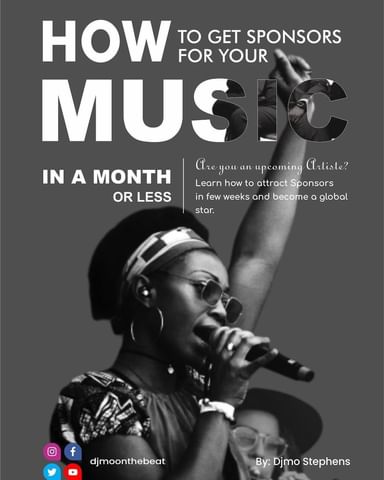 HOW TO GET SPONSORS
FOR YOUR
MUSIC
IN A MONTH
OR LESS
Are you an upcoming Artiste?
Learn how to attract Sponsors
in few weeks and become a global
star.
djmoonthebeat
By: Djmo Stephens